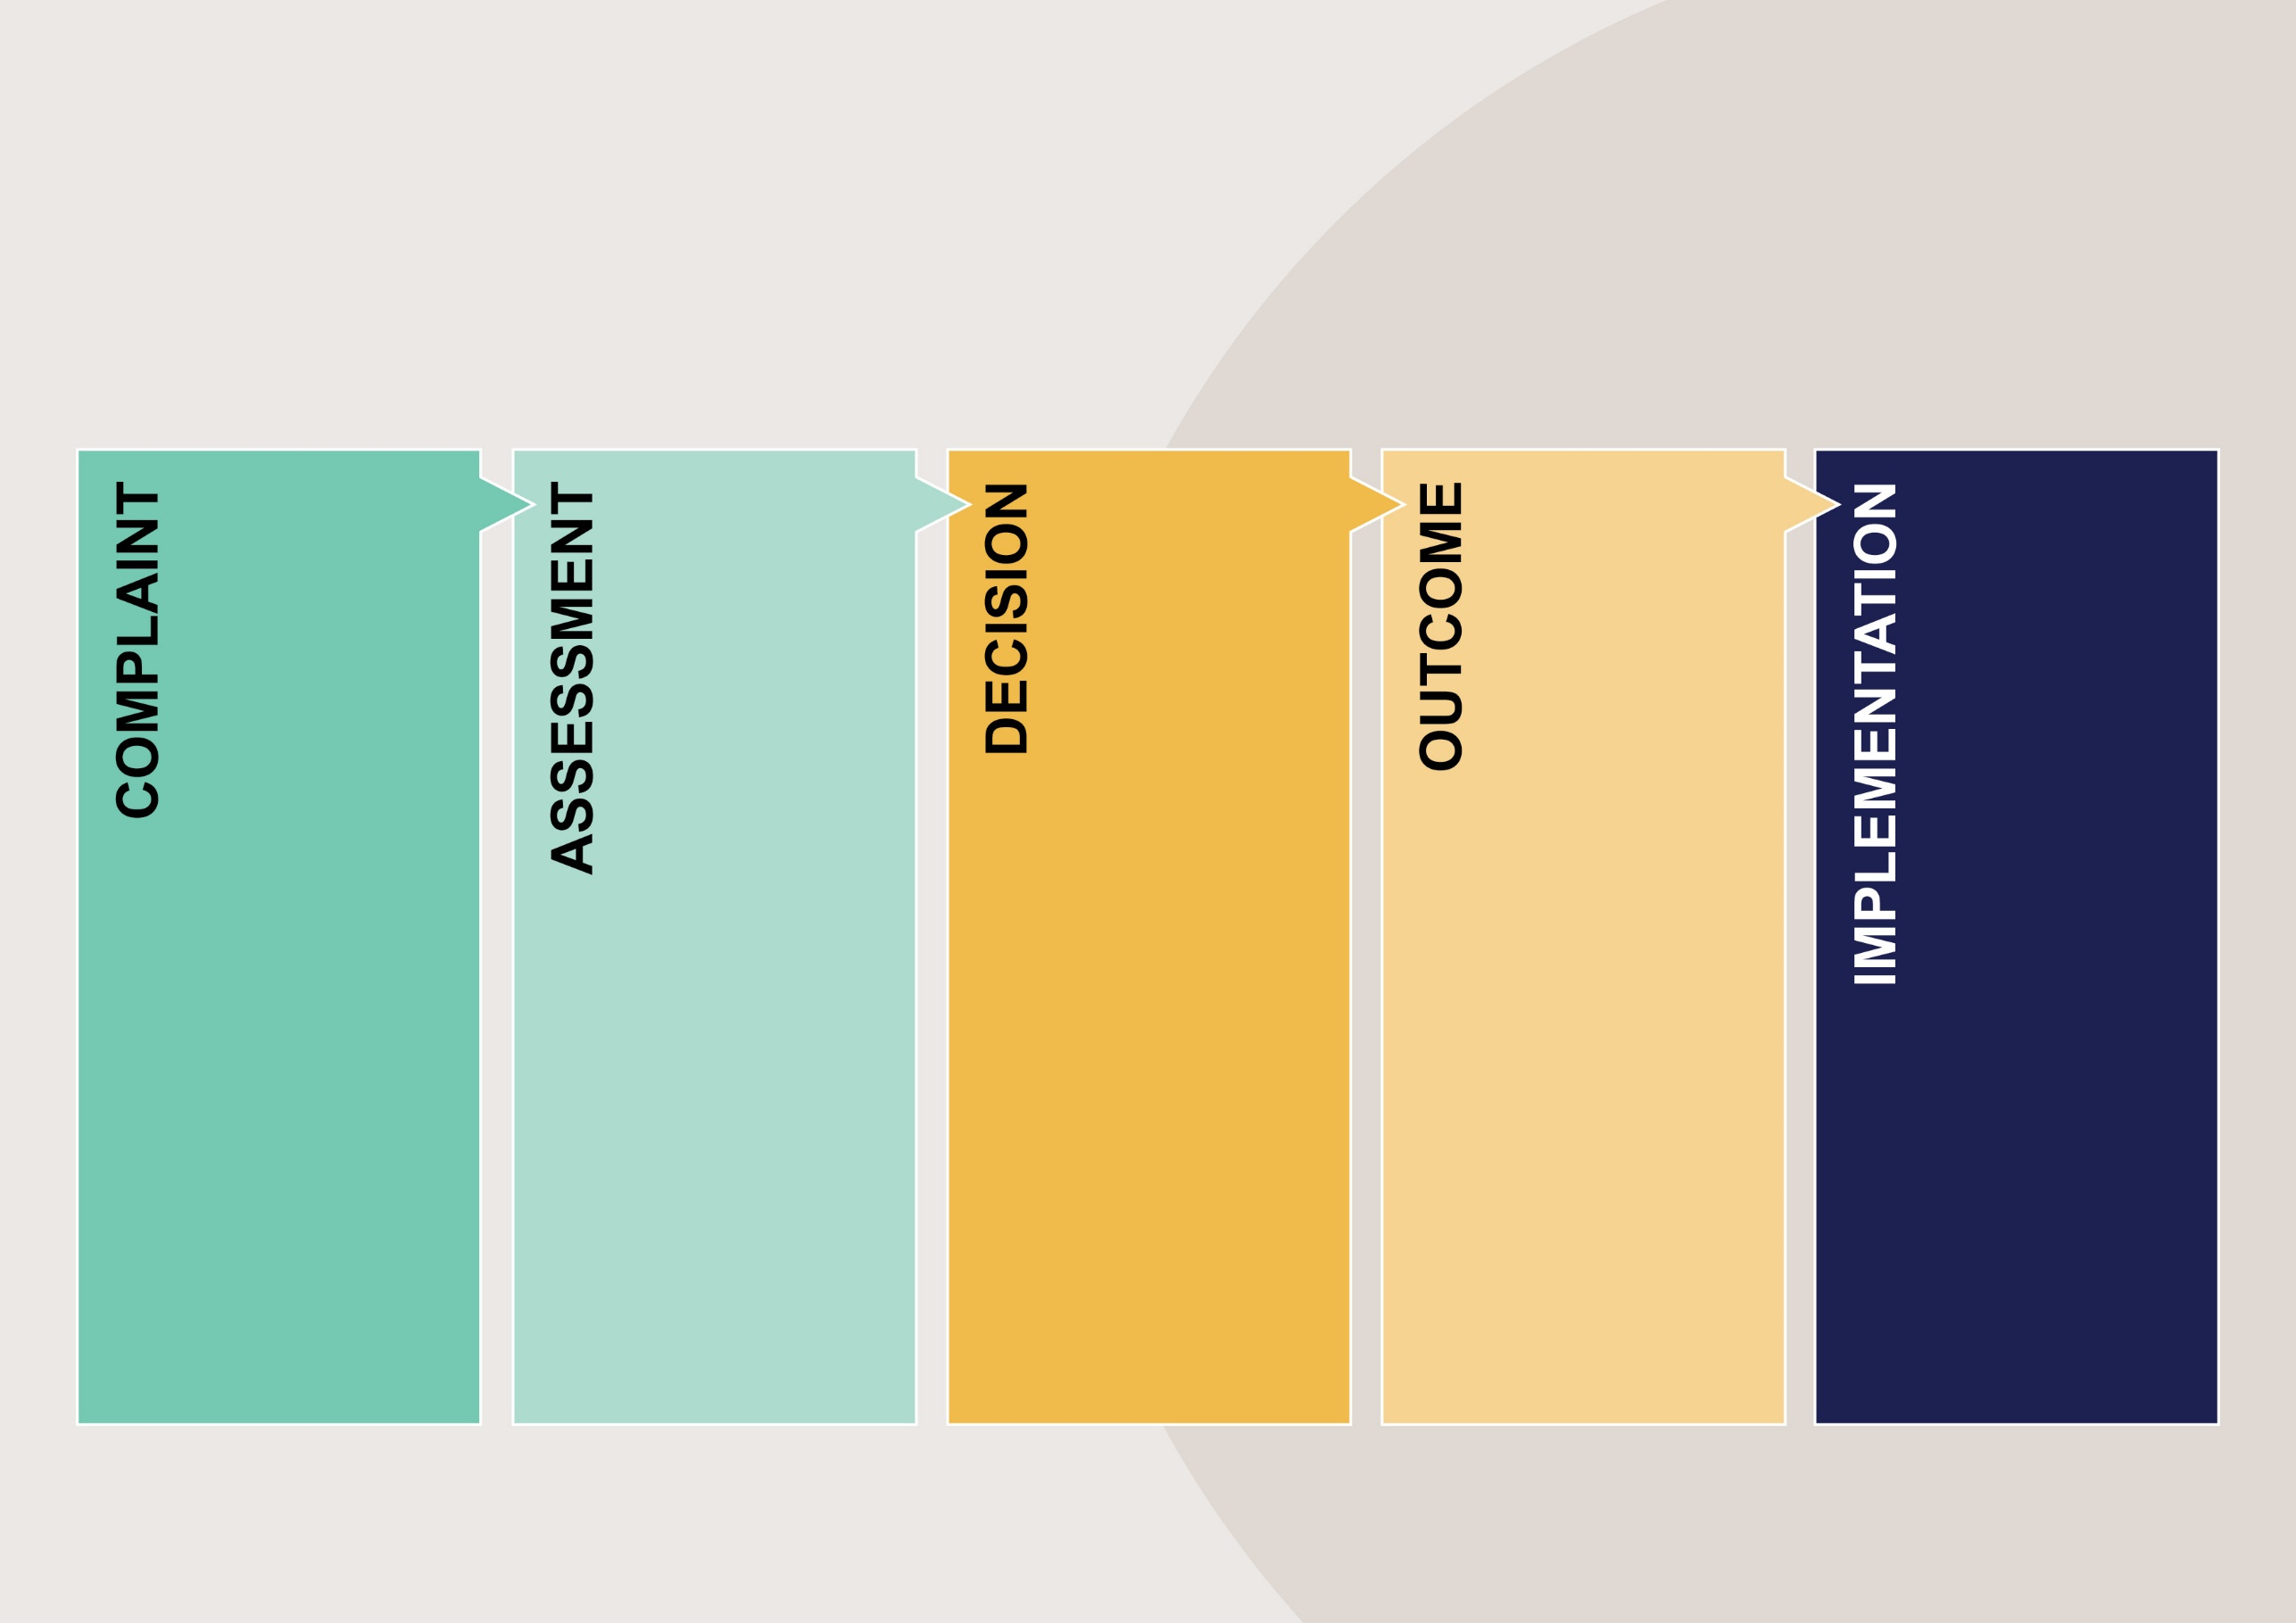 COMPLAINT
ASSESSMENT
DECISION
OUTCOME
IMPLEMENTATION